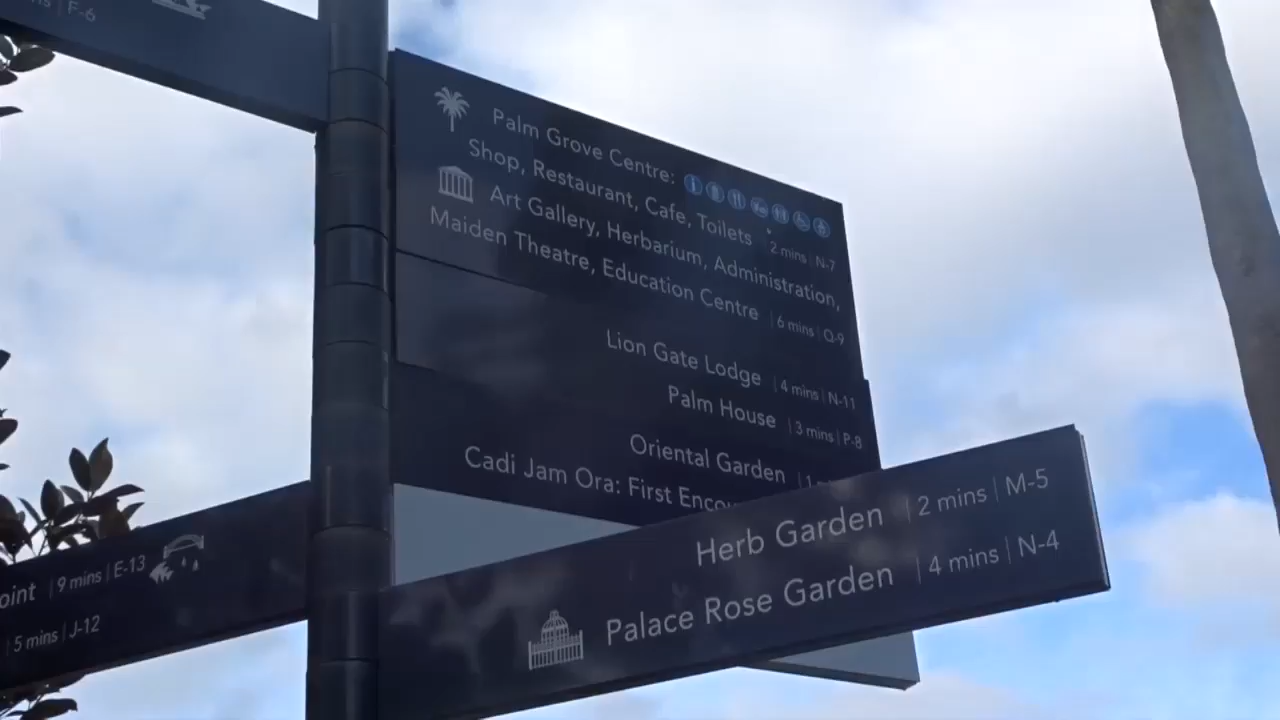 F-6
Palm Grove Centre:
Shop, Restaurant, Cafe, Toilets | 2 mins | N-7
Art Gallery, Herbarium, Administration,
Maiden Theatre, Education Centre | 6 mins | Q-9
Lion Gate Lodge | 4 mins | N-11
Palm House | 3 mins | P-8
Oriental Garden
Cadi Jam Ora: First
Herb Garden | 2 mins | M-5
Palace Rose Garden | 4 mins | N-4
| 9 mins | E-13
| 5 mins | J-12